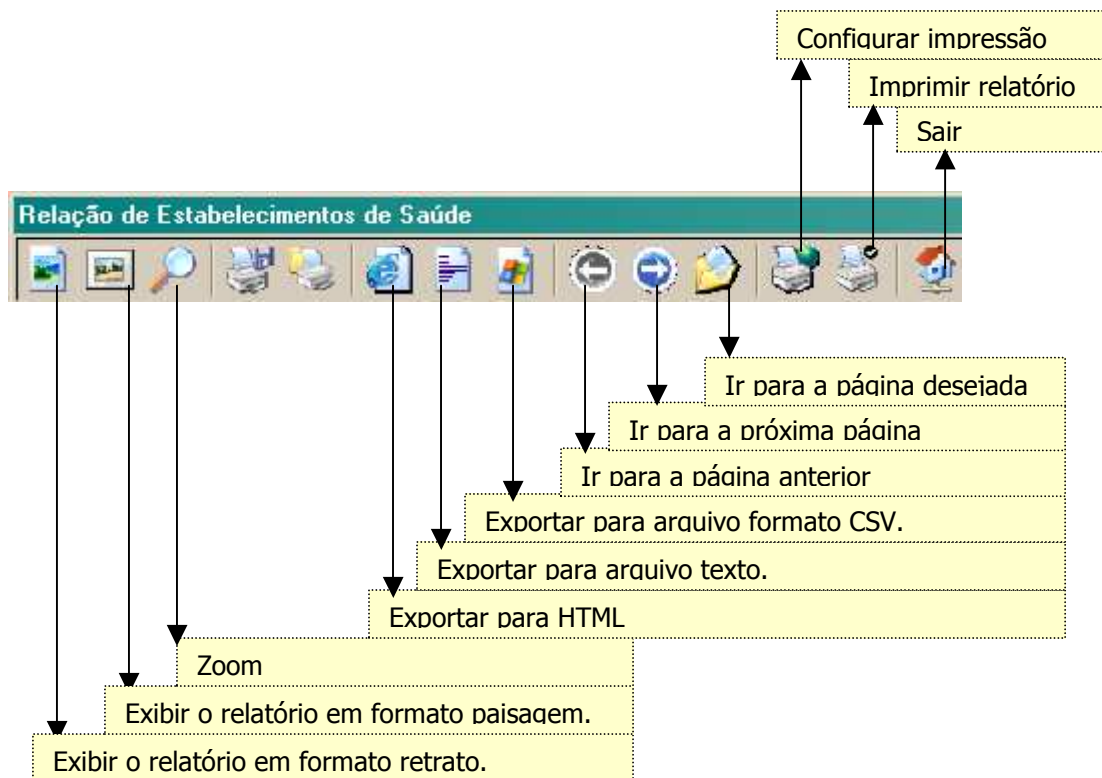 Configurar impressão
Imprimir relatório
Sair
Relação de Estabelecimentos de Saúde
Ir para a página desejada
Ir para a próxima página
Ir para a página anterior
Exportar para arquivo formato CSV.
Exportar para arquivo texto.
Exportar para HTML
Zoom
Exibir o relatório em formato paisagem.
Exibir o relatório em formato retrato.